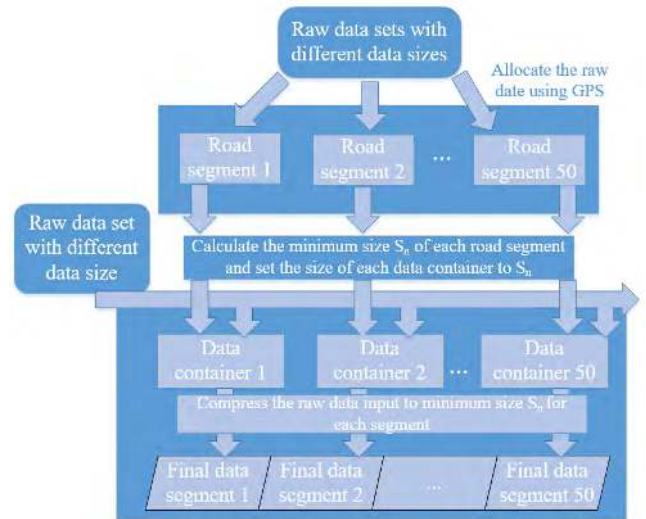 Raw data sets with
different data sizes
Allocate the raw
date using GPS
Road
segment 1
Road
segment 2
...
Road
segment 50
Raw data set
with different
data size
Calculate the minimum size Sₙ of each road segment
and set the size of each data container to Sₙ
Data
container 1
Data
container 2
...
Data
container 50
Compress the raw data input to minimum size Sₙ for
each segment
Final data
segment 1
Final data
segment 2
...
Final data
segment 50